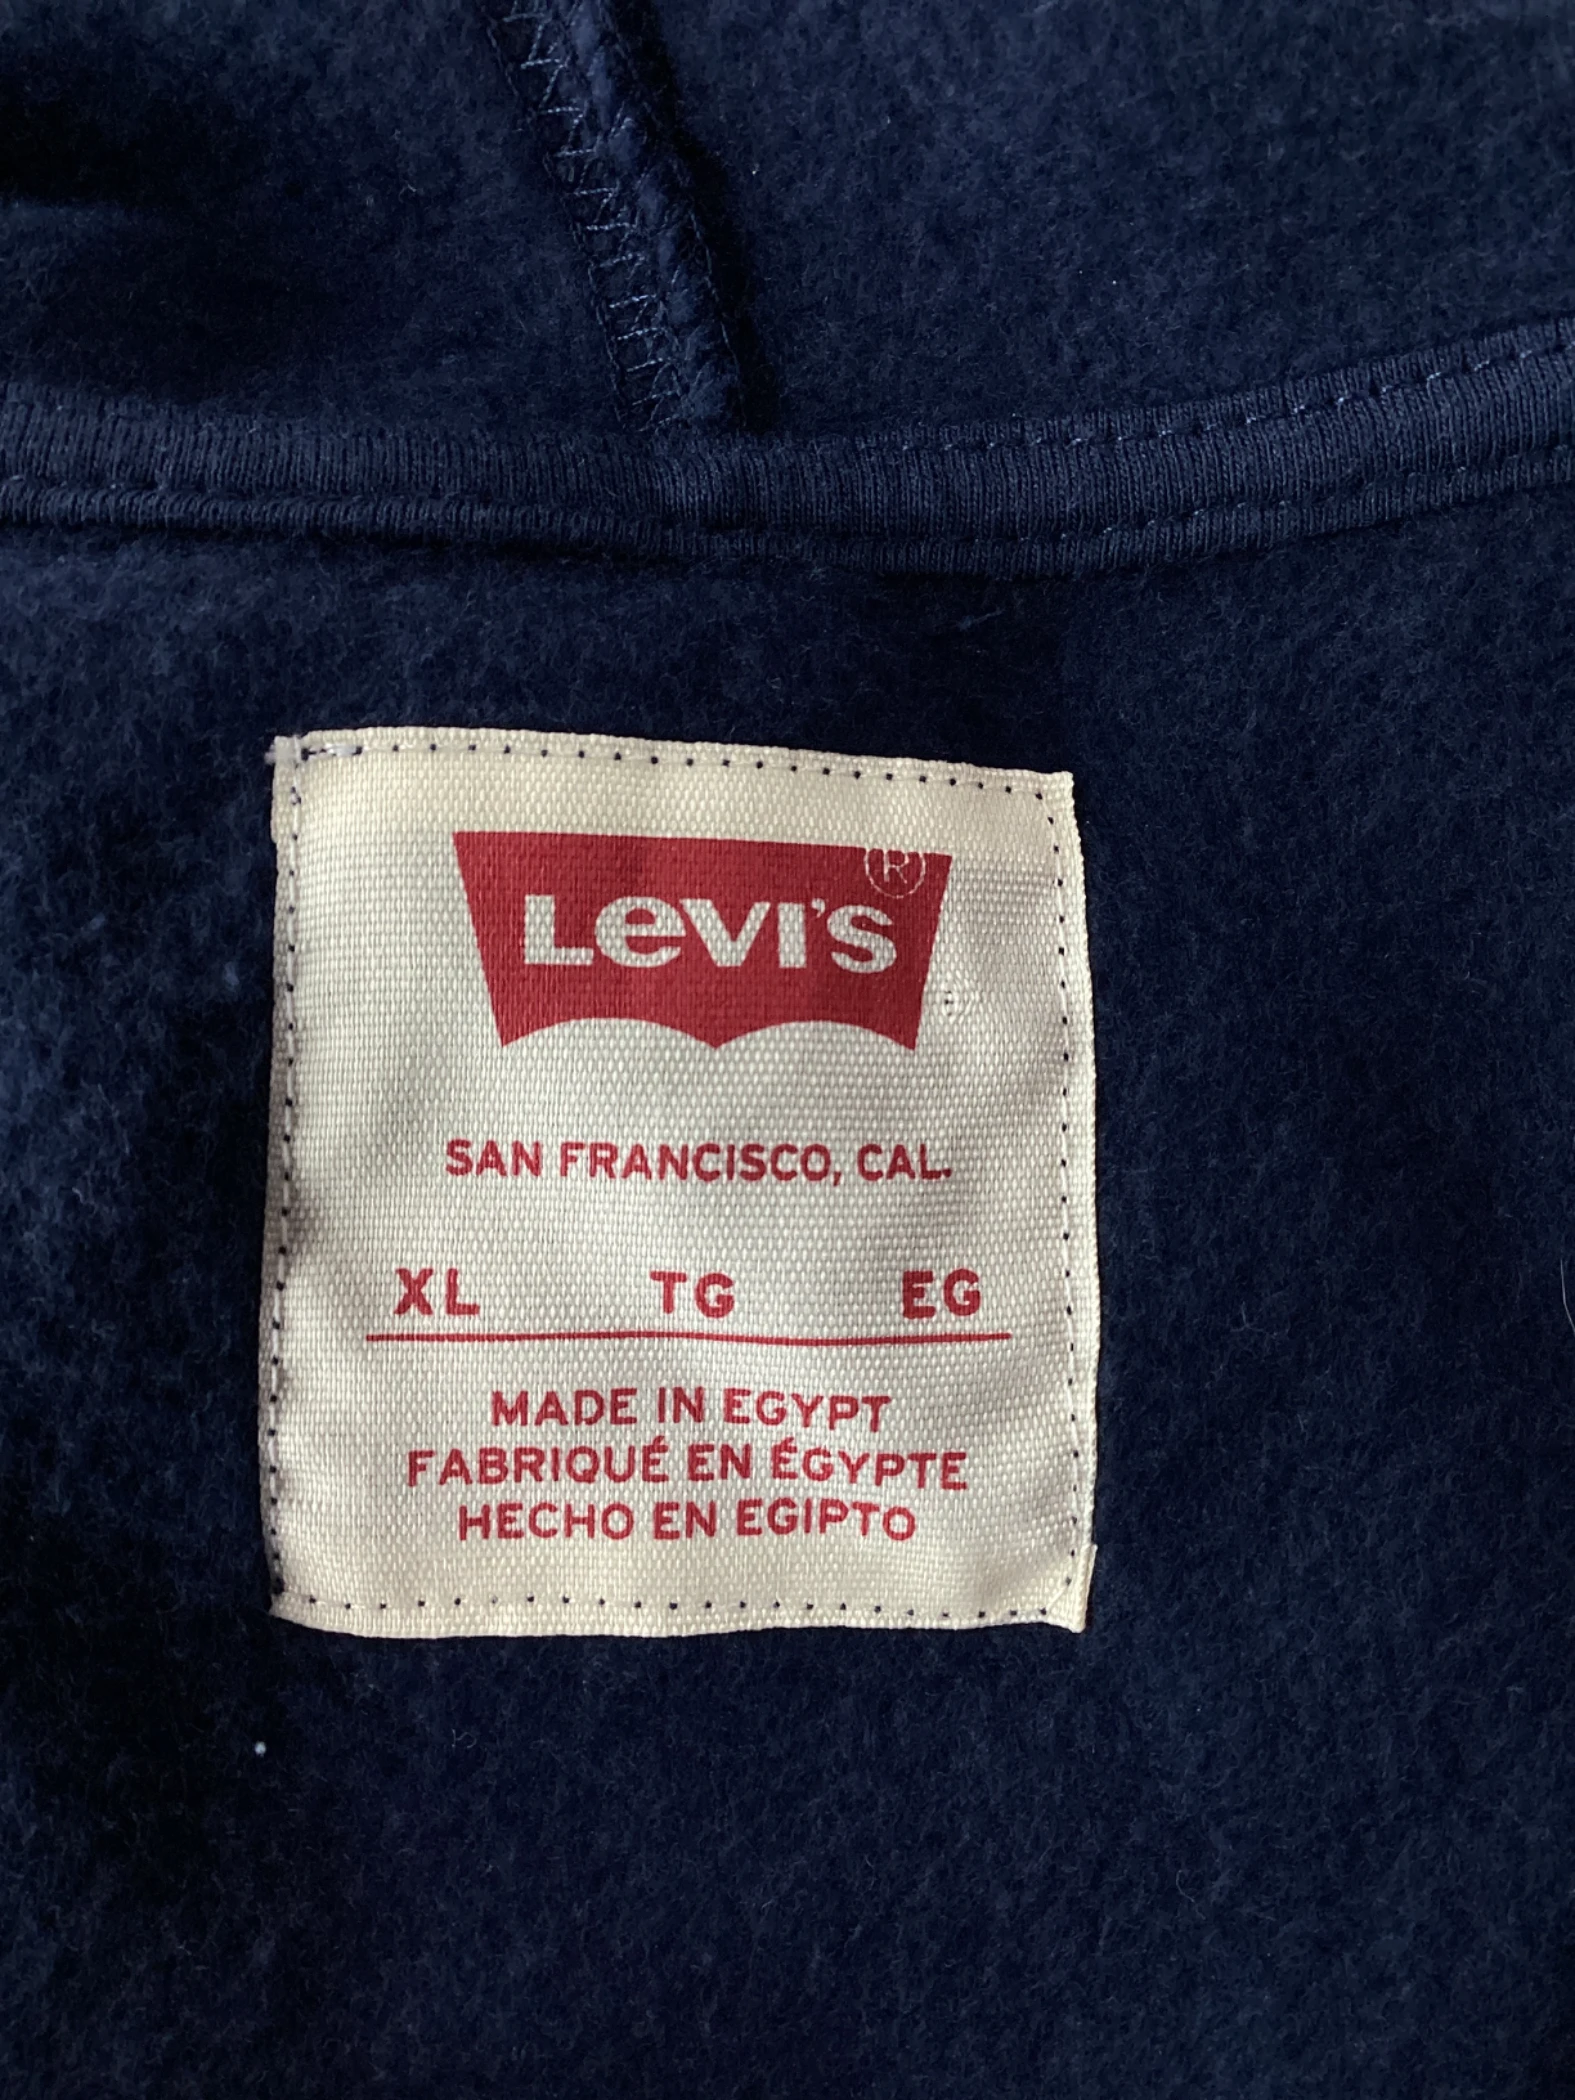 LEVI'S ®
SAN FRANCISCO, CAL.
XL TG EG
MADE IN EGYPT
FABRIQUÉ EN ÉGYPTE
HECHO EN EGIPTO